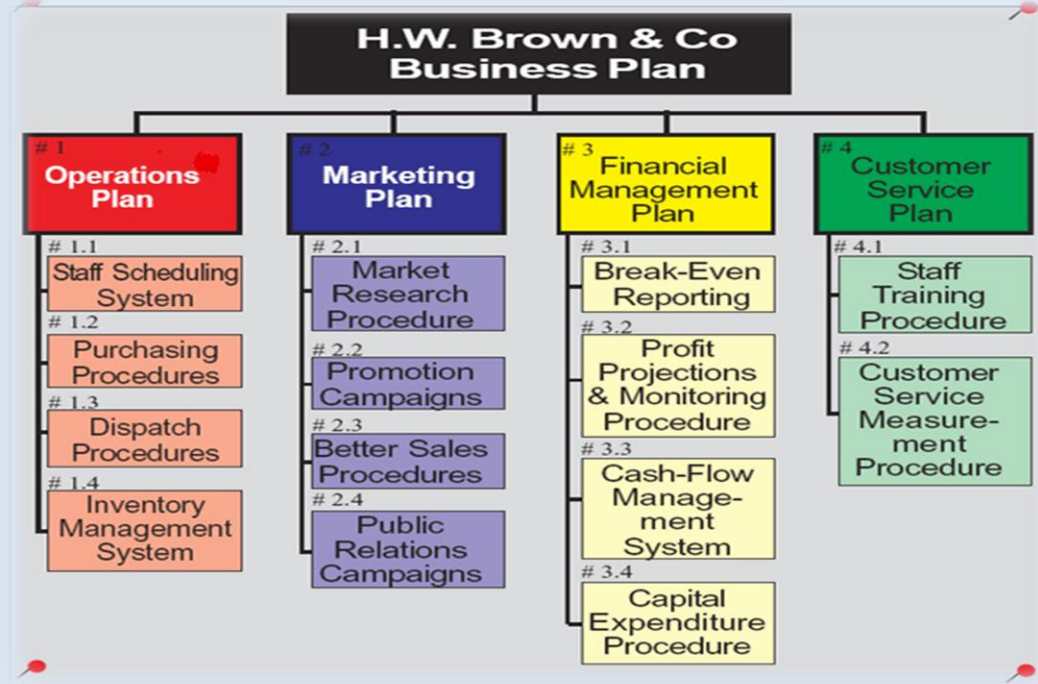 H.W. Brown & Co
Business Plan
# 1
Operations
Plan
# 1.1
Staff Scheduling
System
# 1.2
Purchasing
Procedures
# 1.3
Dispatch
Procedures
# 1.4
Inventory
Management
System
# 2
Marketing
Plan
# 2.1
Market
Research
Procedure
# 2.2
Promotion
Campaigns
# 2.3
Better Sales
Procedures
# 2.4
Public
Relations
Campaigns
# 3
Financial
Management
Plan
# 3.1
Break-Even
Reporting
# 3.2
Profit
Projections
& Monitoring
Procedure
# 3.3
Cash-Flow
Manage-
ment
System
# 3.4
Capital
Expenditure
Procedure
# 4
Customer
Service
Plan
# 4.1
Staff
Training
Procedure
# 4.2
Customer
Service
Measure-
ment
Procedure